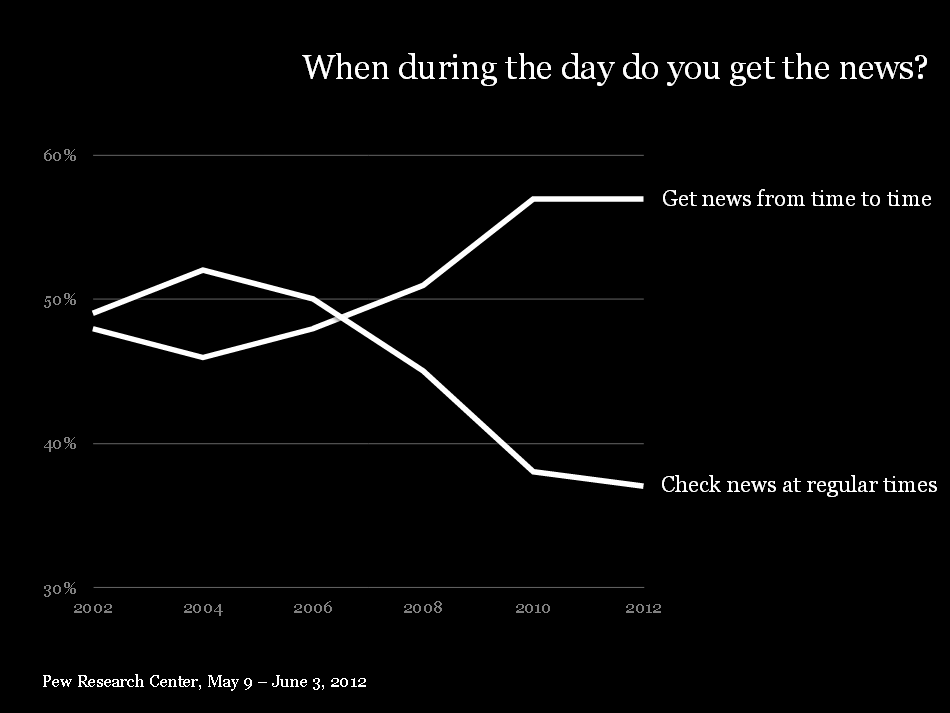 When during the day do you get the news?
60%
Get news from time to time
50%
40%
Check news at regular times
30%
2002 2004 2006 2008 2010 2012
Pew Research Center, May 9 – June 3, 2012